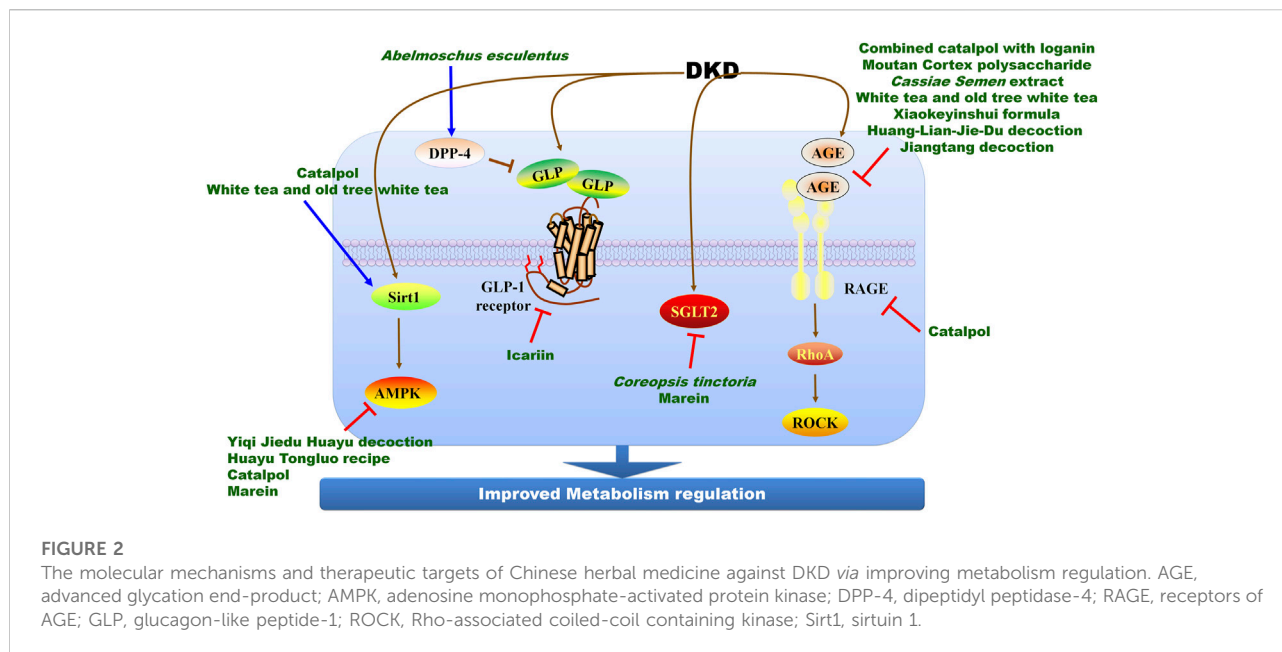 Abelmoschus esculentus
DKD
Combined catalpol with loganin
Moutan Cortex polysaccharide
Cassiae Semen extract
White tea and old tree white tea
Xiaokeyinshui formula
Huang-Lian-Jie-Du decoction
Jiangtang decoction
DPP-4
GLP
GLP
AGE
AGE
Catalpol
White tea and old tree white tea
Sirt1
GLP-1
receptor
SGLT2
RAGE
Catalpol
Icariin
RhoA
Coreopsis tinctoria
Marein
AMPK
ROCK
Yiqi Jiedu Huayu decoction
Huayu Tongluo recipe
Catalpol
Marein
Improved Metabolism regulation
FIGURE 2
The molecular mechanisms and therapeutic targets of Chinese herbal medicine against DKD via improving metabolism regulation. AGE,
advanced glycation end-product; AMPK, adenosine monophosphate-activated protein kinase; DPP-4, dipeptidyl peptidase-4; RAGE, receptors of
AGE; GLP, glucagon-like peptide-1; ROCK, Rho-associated coiled-coil containing kinase; Sirt1, sirtuin 1.